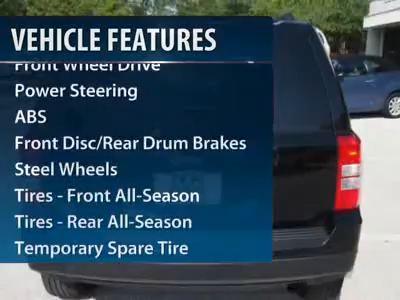 VEHICLE FEATURES
Front Wheel Drive
Power Steering
ABS
Front Disc/Rear Drum Brakes
Steel Wheels
Tires - Front All-Season
Tires - Rear All-Season
Temporary Spare Tire